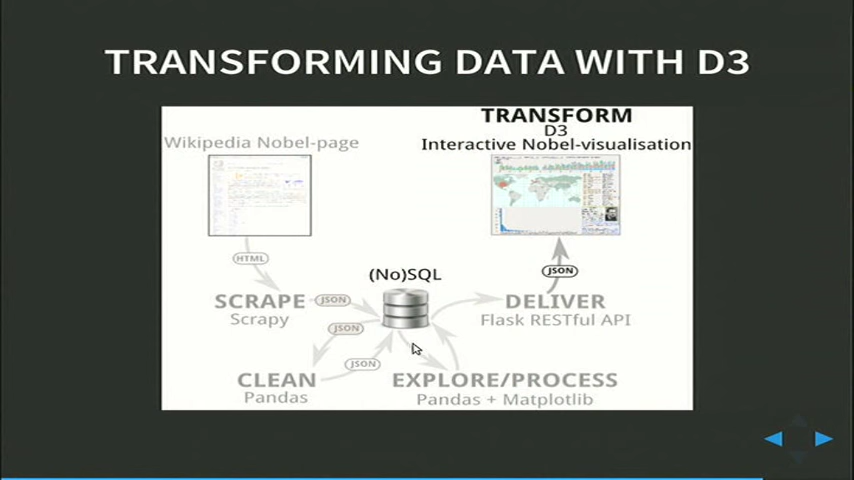 TRANSFORMING DATA WITH D3
TRANSFORM
D3
Wikipedia Nobel-page
Interactive Nobel-visualisation
HTML
JSON
(No)SQL
SCRAPE
JSON
DELIVER
Scrapy
Flask RESTful API
JSON
JSON
CLEAN
EXPLORE/PROCESS
Pandas
Pandas + Matplotlib